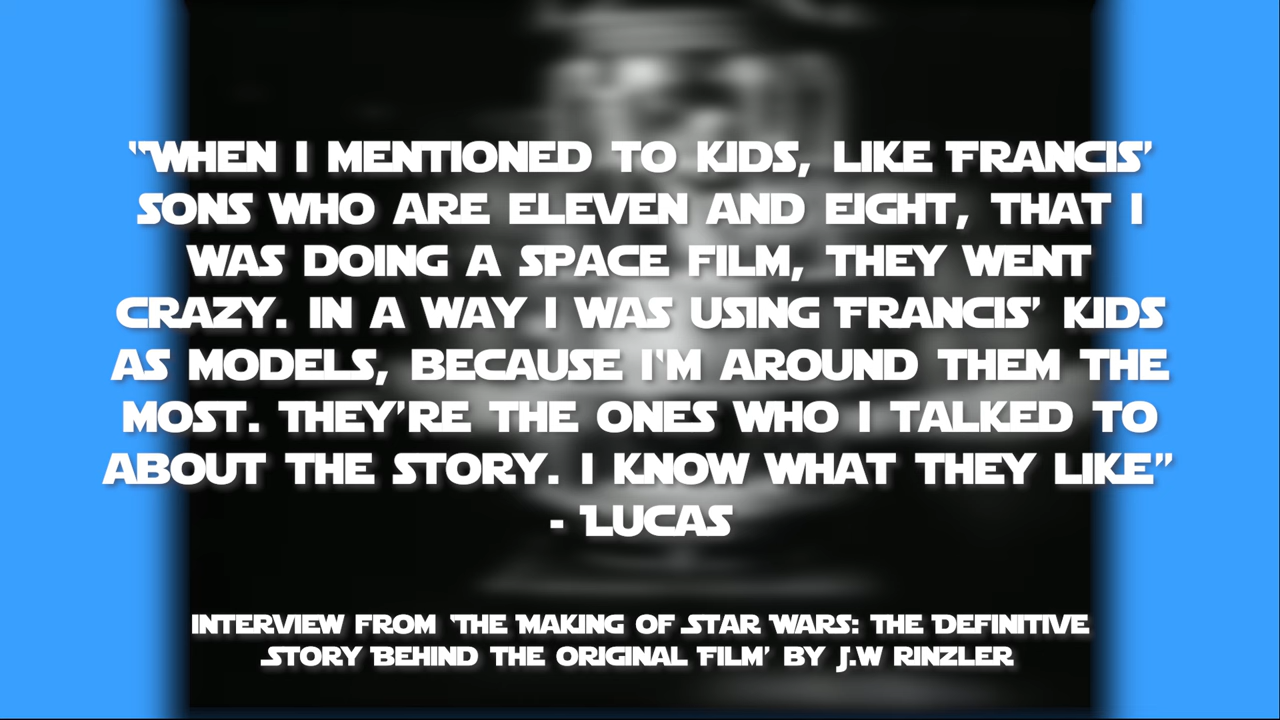 “When I mentioned to kids, like Francis’
sons who are eleven and eight, that I
was doing a space film, they went
crazy. In a way I was using Francis’ kids
as models, because I‘m around them the
most. They’re the ones who I talked to
about the story. I know what they like”
- Lucas
Interview from ‘The Making of Star Wars: The Definitive
Story Behind the Original Film’ by J.W Rinzler